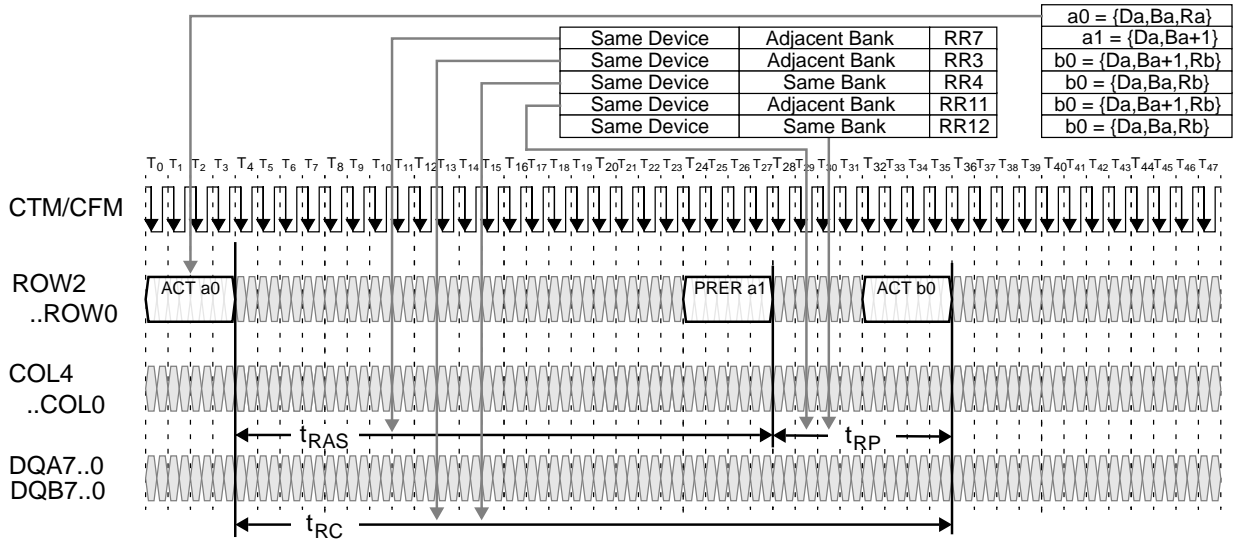 a0 = {Da,Ba,Ra}
Same Device Adjacent Bank RR7 a1 = {Da,Ba+1}
Same Device Adjacent Bank RR3 b0 = {Da,Ba+1,Rb}
Same Device Same Bank RR4 b0 = {Da,Ba,Rb}
Same Device Adjacent Bank RR11 b0 = {Da,Ba+1,Rb}
Same Device Same Bank RR12 b0 = {Da,Ba,Rb}
T0 T1 T2 T3 T4 T5 T6 T7 T8 T9 T10 T11 T12 T13 T14 T15 T16 T17 T18 T19 T20 T21 T22 T23 T24 T25 T26 T27 T28 T29 T30 T31 T32 T33 T34 T35 T36 T37 T38 T39 T40 T41 T42 T43 T44 T45 T46 T47
CTM/CFM
ROW2 ACT a0 PRER a1 ACT b0
..ROW0
COL4
..COL0
tRAS tRP
DQA7..0
DQB7..0
tRC